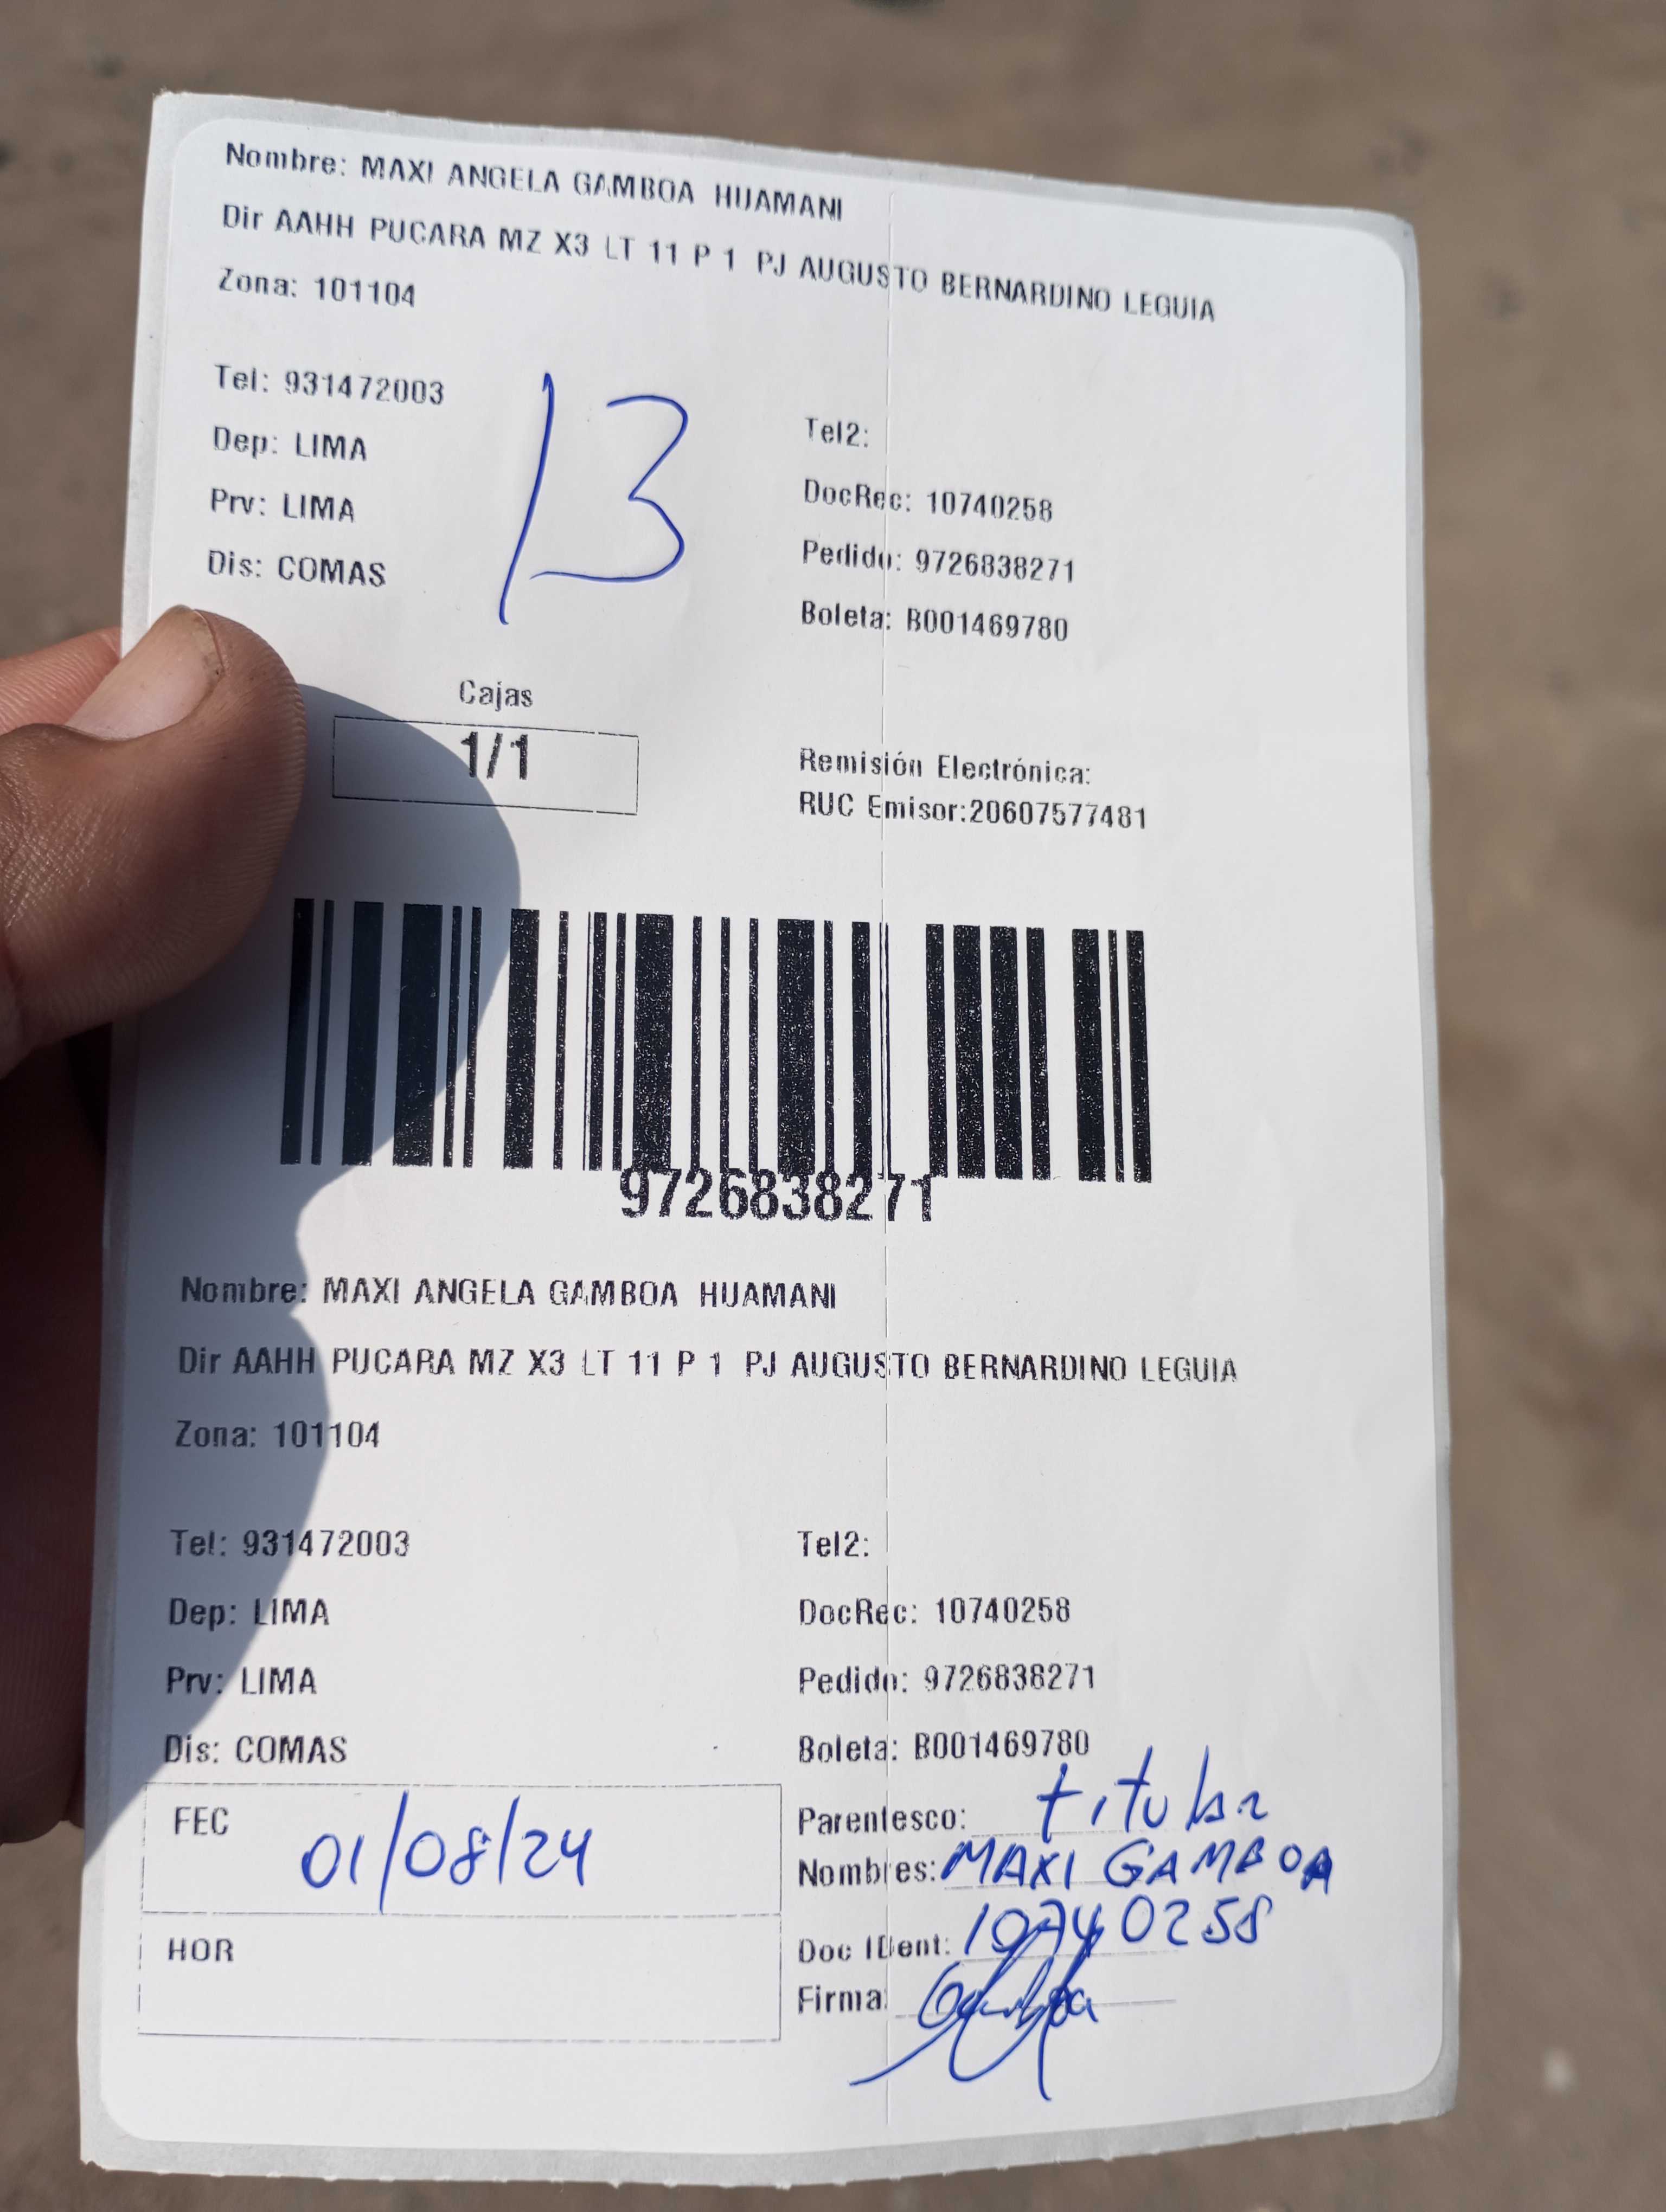 Nombre: MAXI ANGELA GAMBOA HUAMANI
Dir AAHH PUCARA MZ X3 LT 11 P 1 PJ AUGUSTO BERNARDINO LEGUIA
Zona: 101104
Tel: 931472003
Tel2:
Dep: LIMA
DocRec: 10740258
Prv: LIMA
Pedido: 9726838271
Dis: COMAS
Boleta: B001469780
13
Cajas
1/1
Remisión Electrónica:
RUC Emisor:20607577481
9726838271
Nombre: MAXI ANGELA GAMBOA HUAMANI
Dir AAHH PUCARA MZ X3 LT 11 P 1 PJ AUGUSTO BERNARDINO LEGUIA
Zona: 101104
Tel: 931472003
Tel2:
Dep: LIMA
DocRec: 10740258
Prv: LIMA
Pedido: 9726838271
Dis: COMAS
Boleta: B001469780
FEC 01/08/24
Parentesco: titular
Nombres: MAXI GAMBOA
HOR
Doc IDent: 10740258
Firma: Gamboa